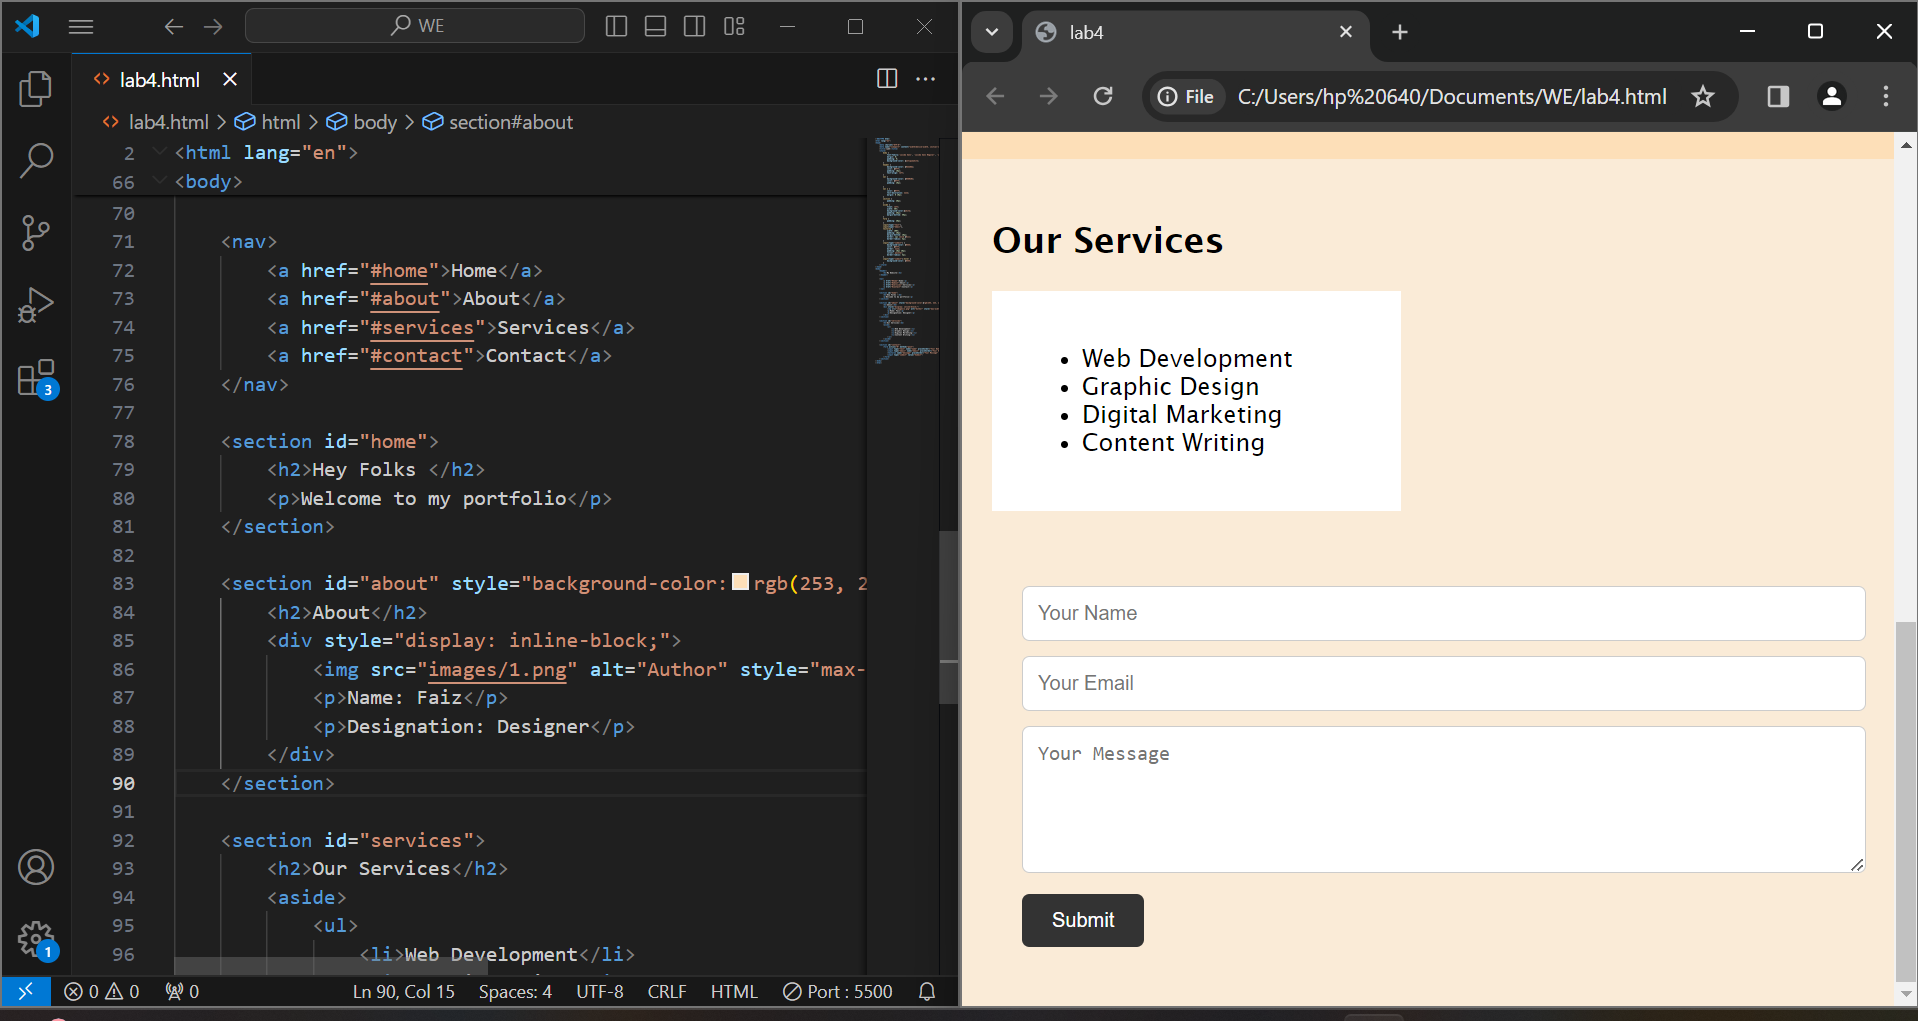 WE
lab4.html
lab4.html > html > body > section#about
2 <html lang="en">
66 <body>
70
71 <nav>
72 <a href="#home">Home</a>
73 <a href="#about">About</a>
74 <a href="#services">Services</a>
75 <a href="#contact">Contact</a>
76 </nav>
77
78 <section id="home">
79 <h2>Hey Folks </h2>
80 <p>Welcome to my portfolio</p>
81 </section>
82
83 <section id="about" style="background-color: rgb(253, 2
84 <h2>About</h2>
85 <div style="display: inline-block;">
86 <img src="images/1.png" alt="Author" style="max-
87 <p>Name: Faiz</p>
88 <p>Designation: Designer</p>
89 </div>
90 </section>
91
92 <section id="services">
93 <h2>Our Services</h2>
94 <aside>
95 <ul>
96 <li>Web Development</li>
3
1
0 0 0 Ln 90, Col 15 Spaces: 4 UTF-8 CRLF HTML Port : 5500
lab4
File C:/Users/hp%20640/Documents/WE/lab4.html
Our Services
• Web Development
• Graphic Design
• Digital Marketing
• Content Writing
Your Name
Your Email
Your Message
Submit